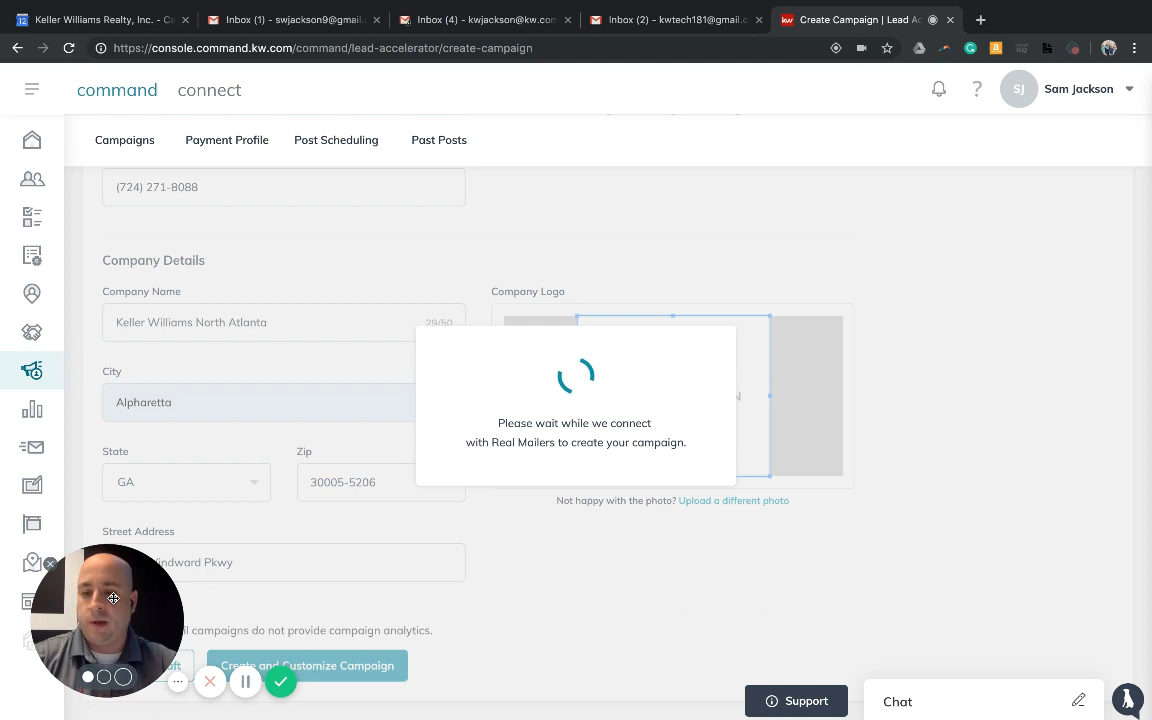 Keller Williams Realty, Inc. - Ca
Inbox (1) - swjackson9@gmail.
Inbox (4) - kwjackson@kw.com
Inbox (2) - kwtech181@gmail.c
Create Campaign | Lead Ac
https://console.command.kw.com/command/lead-accelerator/create-campaign
command connect
SJ Sam Jackson
Campaigns Payment Profile Post Scheduling Past Posts
(724) 271-8088
Company Details
Company Name
Company Logo
Keller Williams North Atlanta 29/50
City
Alpharetta
Please wait while we connect
with Real Mailers to create your campaign.
State Zip
GA 30005-5206
Not happy with the photo? Upload a different photo
Street Address
indward Pkwy
il campaigns do not provide campaign analytics.
aft Create and Customize Campaign
Support
Chat